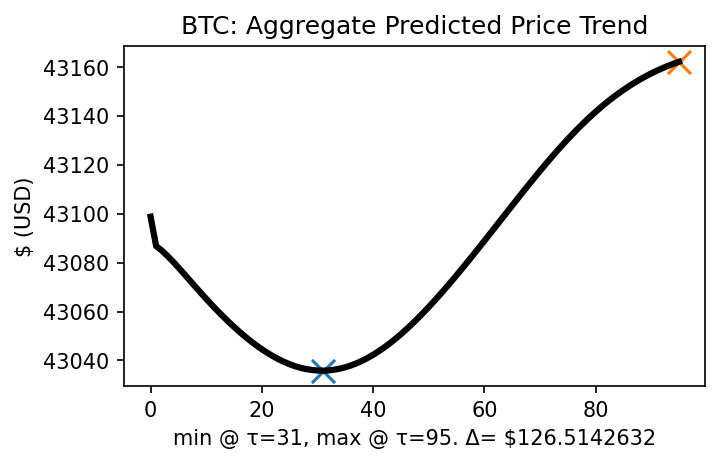 BTC: Aggregate Predicted Price Trend
43160
43140
43120
43100
43080
43060
43040
$ (USD)
0 20 40 60 80
min @ τ=31, max @ τ=95. Δ= $126.5142632